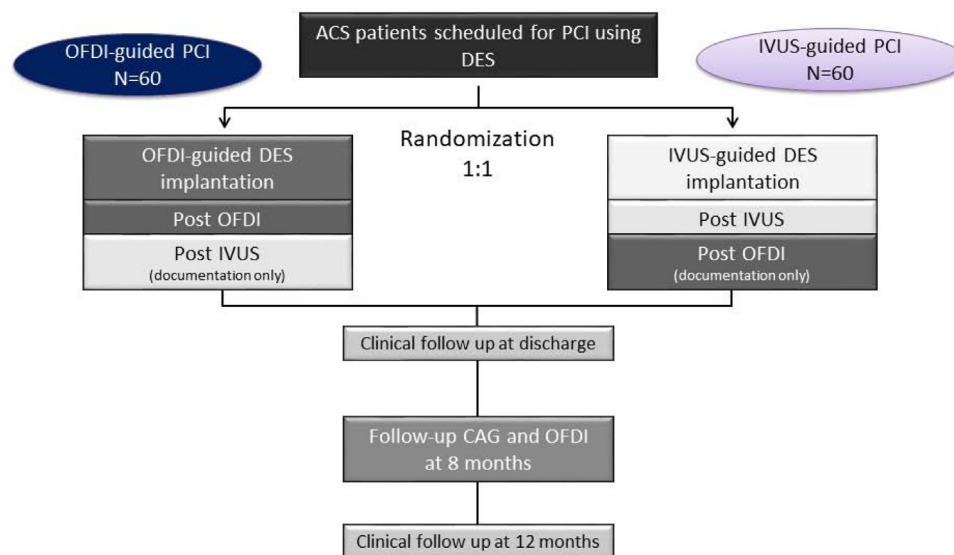 ACS patients scheduled for PCI using
DES
OFDI-guided PCI
N=60
IVUS-guided PCI
N=60
Randomization
1:1
OFDI-guided DES
implantation
Post OFDI
Post IVUS
(documentation only)
IVUS-guided DES
implantation
Post IVUS
Post OFDI
(documentation only)
Clinical follow up at discharge
Follow-up CAG and OFDI
at 8 months
Clinical follow up at 12 months